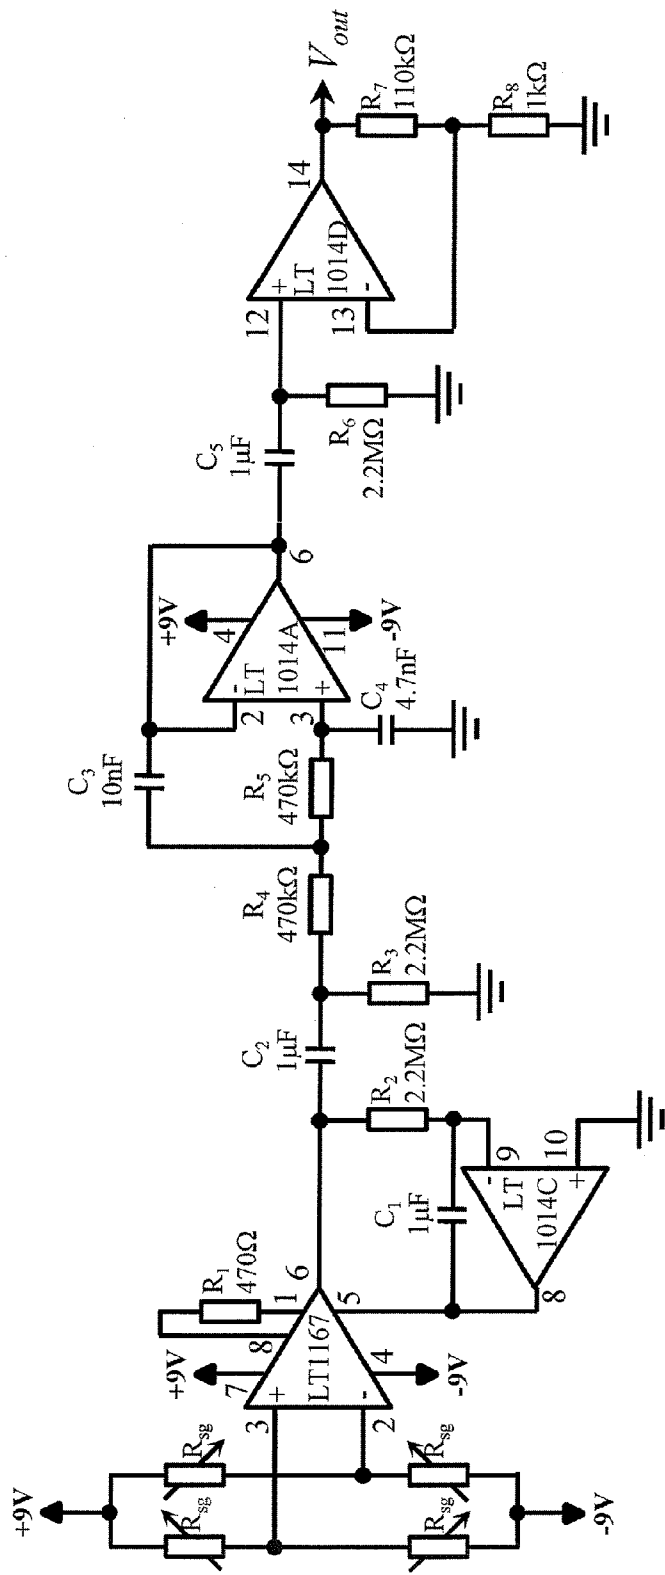 +9V
R_sg
R_sg
R_sg
R_sg
-9V
3
2
+
-
LT1167
+9V
7
8
1
R_1
470Ω
6
5
4
-9V
C_1
1μF
R_2
2.2MΩ
9
10
-
+
LT
1014C
8
C_2
1μF
R_3
2.2MΩ
R_4
470kΩ
R_5
470kΩ
C_3
10nF
2
3
-
+
LT
1014A
+9V
4
11
-9V
6
C_4
4.7nF
C_5
1μF
R_6
2.2MΩ
12
13
+
-
LT
1014D
14
V_out
R_7
110kΩ
R_8
1kΩ